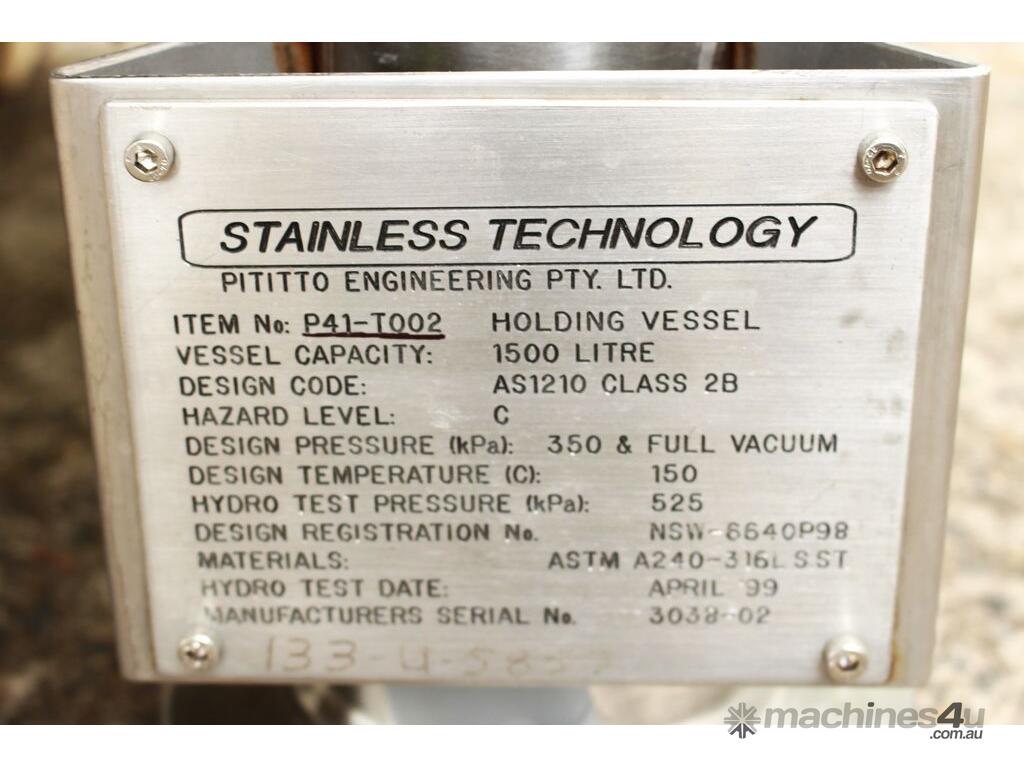 STAINLESS TECHNOLOGY
PITITTO ENGINEERING PTY. LTD.
ITEM No: P41-T002 HOLDING VESSEL
VESSEL CAPACITY: 1500 LITRE
DESIGN CODE: AS1210 CLASS 2B
HAZARD LEVEL: C
DESIGN PRESSURE (kPa): 350 & FULL VACUUM
DESIGN TEMPERATURE (C): 150
HYDRO TEST PRESSURE (kPa): 525
DESIGN REGISTRATION No.
MATERIALS: ASTM A240-316L S.ST
HYDRO TEST DATE: APRIL '99
MANUFACTURERS SERIAL No. 3038-02
machines4u
.com.au